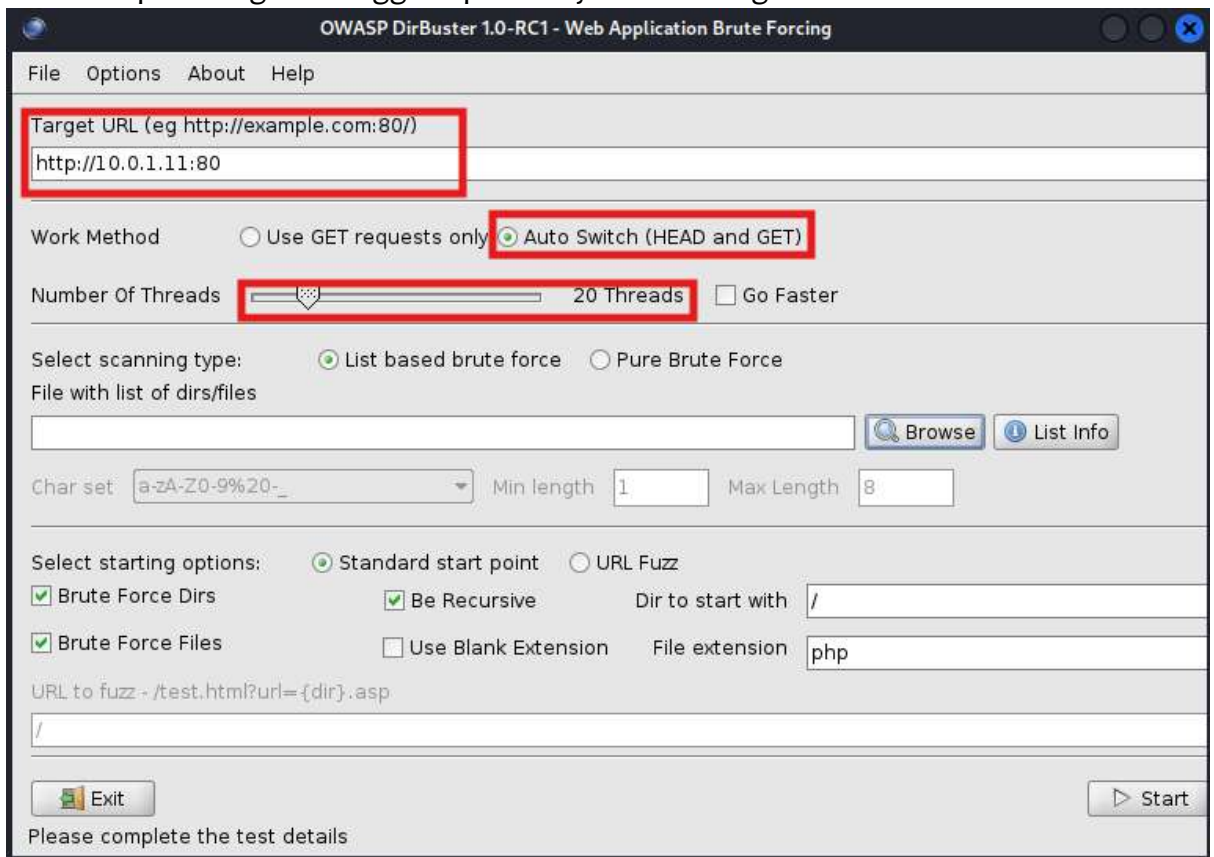 OWASP DirBuster 1.0-RC1 - Web Application Brute Forcing
File Options About Help
Target URL (eg http://example.com:80/)
http://10.0.1.11:80
Work Method Use GET requests only Auto Switch (HEAD and GET)
Number Of Threads 20 Threads Go Faster
Select scanning type: List based brute force Pure Brute Force
File with list of dirs/files
Browse List Info
Char set a-zA-Z0-9%20-_ Min length 1 Max Length 8
Select starting options: Standard start point URL Fuzz
Brute Force Dirs Be Recursive Dir to start with /
Brute Force Files Use Blank Extension File extension php
URL to fuzz - /test.html?url={dir}.asp
/
Exit Start
Please complete the test details